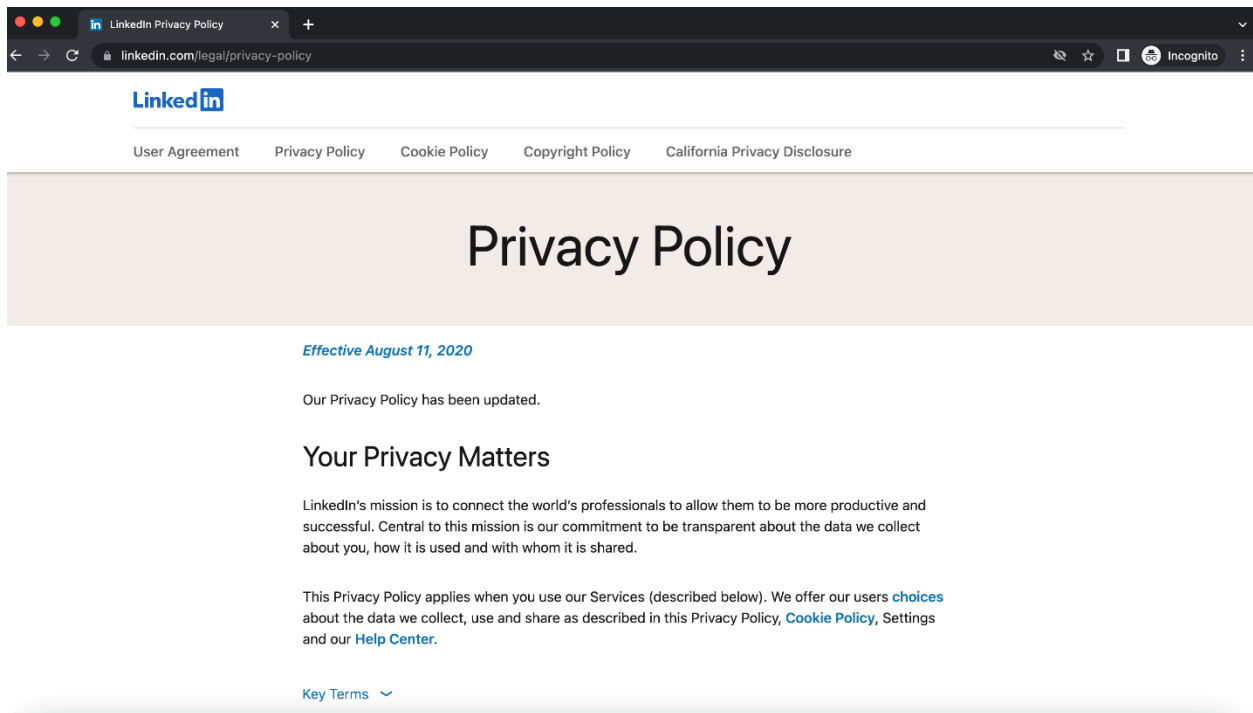 in LinkedIn Privacy Policy
linkedin.com/legal/privacy-policy Incognito
Linked in
User Agreement Privacy Policy Cookie Policy Copyright Policy California Privacy Disclosure
Privacy Policy
Effective August 11, 2020
Our Privacy Policy has been updated.
Your Privacy Matters
LinkedIn's mission is to connect the world's professionals to allow them to be more productive and
successful. Central to this mission is our commitment to be transparent about the data we collect
about you, how it is used and with whom it is shared.
This Privacy Policy applies when you use our Services (described below). We offer our users choices
about the data we collect, use and share as described in this Privacy Policy, Cookie Policy, Settings
and our Help Center.
Key Terms